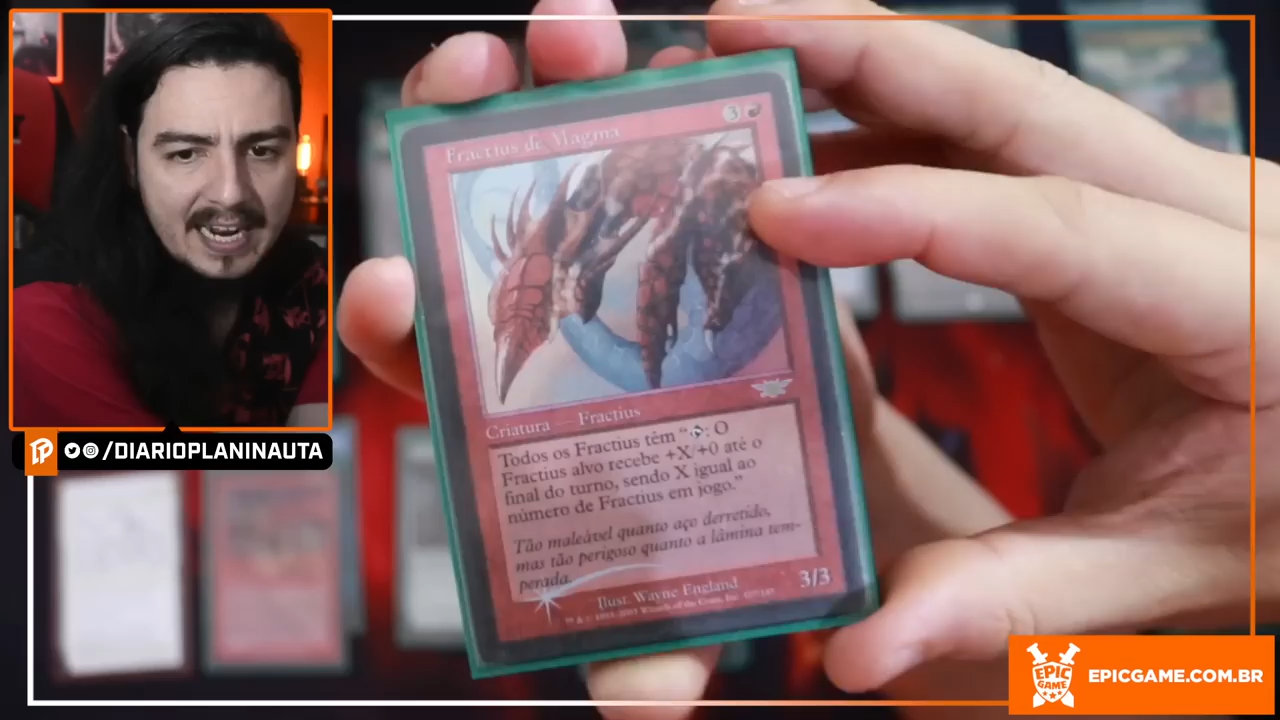 Fractius de Magma
3
Criatura — Fractius
Todos os Fractius têm “ : O
Fractius alvo recebe +X/+0 até o
final do turno, sendo X igual ao
número de Fractius em jogo.”
Tão maleável quanto aço derretido,
mas tão perigoso quanto a lâmina tem-
perada.
Ilust. Wayne England
3/3
/DIARIOPLANINAUTA
EPIC
GAME
EPICGAME.COM.BR